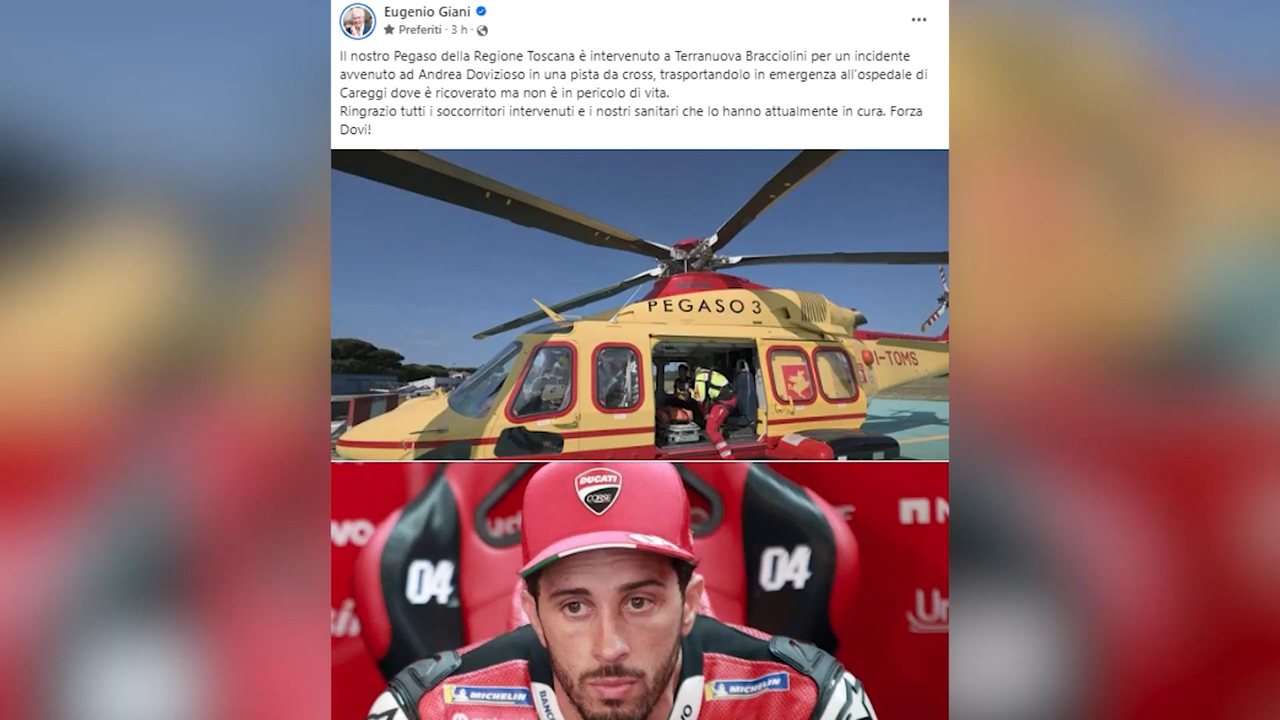 Eugenio Giani
Preferiti · 3 h ·
Il nostro Pegaso della Regione Toscana è intervenuto a Terranuova Bracciolini per un incidente
avvenuto ad Andrea Dovizioso in una pista da cross, trasportandolo in emergenza all'ospedale di
Careggi dove è ricoverato ma non è in pericolo di vita.
Ringrazio tutti i soccorritori intervenuti e i nostri sanitari che lo hanno attualmente in cura. Forza
Dovi!
PEGASO 3
I-TOMS
DUCATI
CORSE
04
04
MICHELIN
MICHELIN